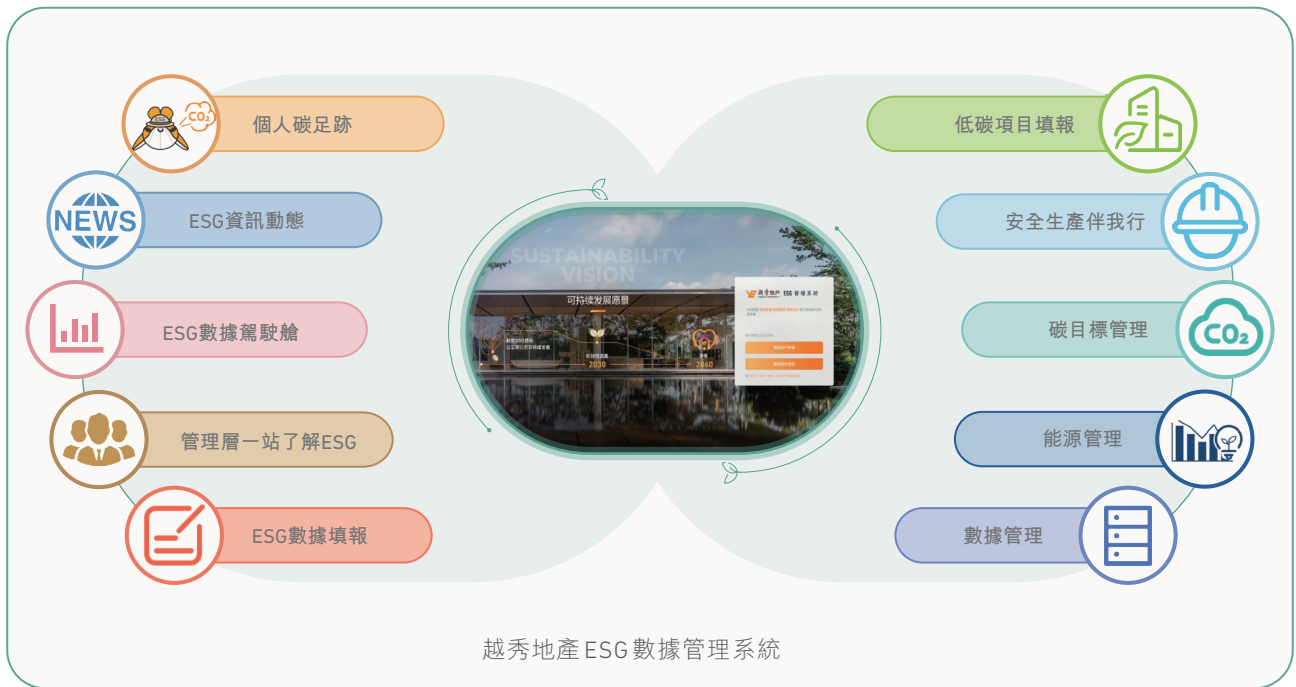 個人碳足跡
CO₂
NEWS
ESG資訊動態
ESG數據駕駛艙
管理層一站了解ESG
ESG數據填報
SUSTAINABILITY
VISION
可持续发展愿景
2030
2060
越秀地产 ESG 管理系統
低碳項目填報
安全生產伴我行
碳目標管理
CO₂
能源管理
數據管理
越秀地產ESG數據管理系統